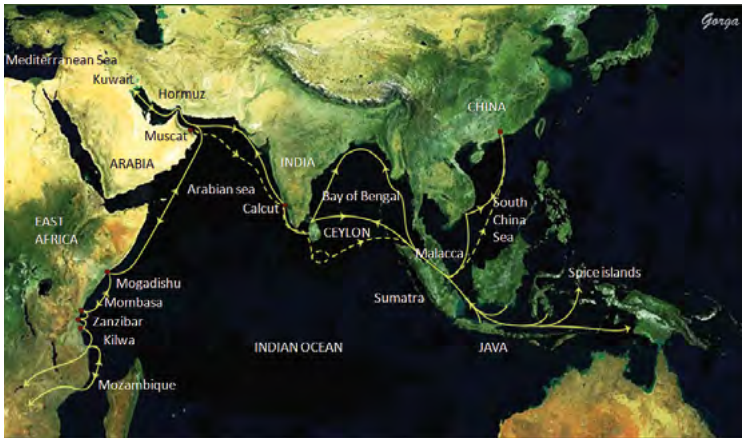 Gorga
Mediterranean Sea
Kuwait
Hormuz
CHINA
Muscat
ARABIA
INDIA
Arabian sea
Bay of Bengal
South
China
Sea
Calcut
EAST
AFRICA
CEYLON
Malacca
Mogadishu
Spice islands
Mombasa
Sumatra
Zanzibar
Kilwa
INDIAN OCEAN
JAVA
Mozambique